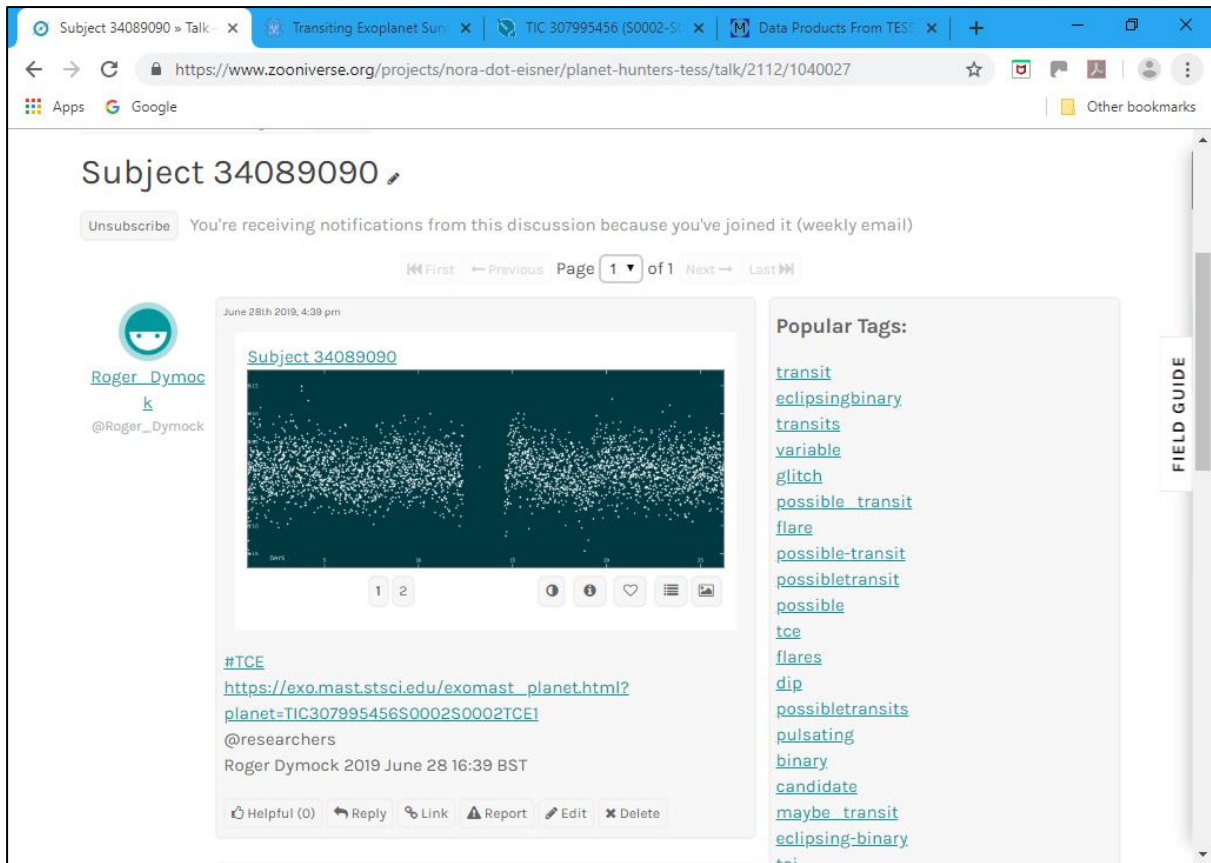 Subject 34089090 » Talk –
Transiting Exoplanet Surv
TIC 307995456 (S0002-S0
Data Products From TESS
https://www.zooniverse.org/projects/nora-dot-eisner/planet-hunters-tess/talk/2112/1040027
Apps Google Other bookmarks
Subject 34089090
Unsubscribe You're receiving notifications from this discussion because you've joined it (weekly email)
First Previous Page 1 of 1 Next Last
June 28th 2019, 4:39 pm
Subject 34089090
DAYS 5 10 15 20 25
1 2
Roger_Dymoc
k
@Roger_Dymock
#TCE
https://exo.mast.stsci.edu/exomast_planet.html?
planet=TIC307995456S0002S0002TCE1
@researchers
Roger Dymock 2019 June 28 16:39 BST
Helpful (0) Reply Link Report Edit Delete
Popular Tags:
transit
eclipsingbinary
transits
variable
glitch
possible_transit
flare
possible-transit
possibletransit
possible
tce
flares
dip
possibletransits
pulsating
binary
candidate
maybe_transit
eclipsing-binary
FIELD GUIDE